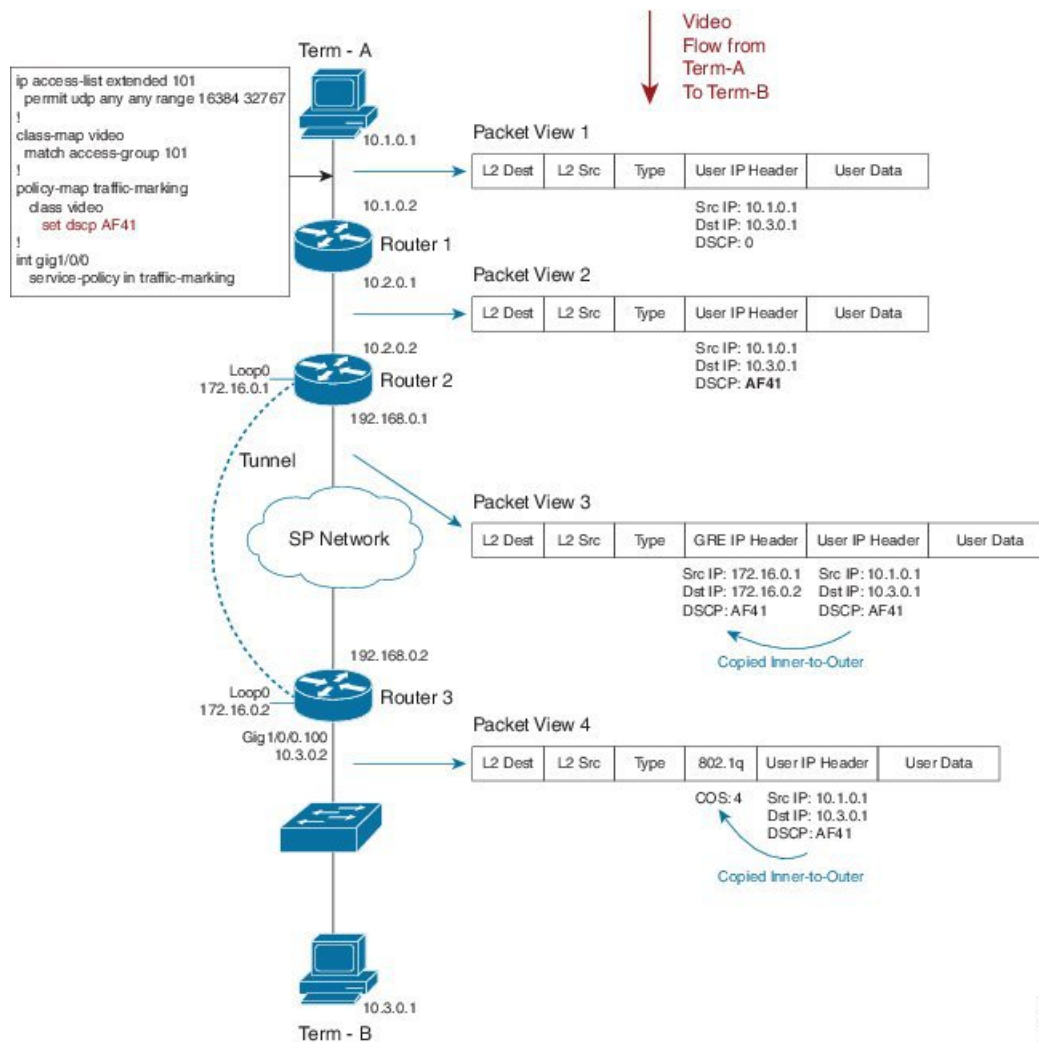 Video
Flow from
Term-A
To Term-B
Term - A
ip access-list extended 101
permit udp any any range 16384 32767
!
class-map video
match access-group 101
!
policy-map traffic-marking
class video
set dscp AF41
!
int gig1/0/0
service-policy in traffic-marking
10.1.0.1
Packet View 1
L2 Dest L2 Src Type User IP Header User Data
Src IP: 10.1.0.1
Dst IP: 10.3.0.1
DSCP: 0
10.1.0.2
Router 1
10.2.0.1
Packet View 2
L2 Dest L2 Src Type User IP Header User Data
Src IP: 10.1.0.1
Dst IP: 10.3.0.1
DSCP: AF41
10.2.0.2
Loop0
172.16.0.1
Router 2
192.168.0.1
Tunnel
SP Network
Packet View 3
L2 Dest L2 Src Type GRE IP Header User IP Header User Data
Src IP: 172.16.0.1 Src IP: 10.1.0.1
Dst IP: 172.16.0.2 Dst IP: 10.3.0.1
DSCP: AF41 DSCP: AF41
Copied Inner-to-Outer
192.168.0.2
Loop0
172.16.0.2
Router 3
Gig1/0/0.100
10.3.0.2
Packet View 4
L2 Dest L2 Src Type 802.1q User IP Header User Data
COS: 4 Src IP: 10.1.0.1
Dst IP: 10.3.0.1
DSCP: AF41
Copied Inner-to-Outer
10.3.0.1
Term - B